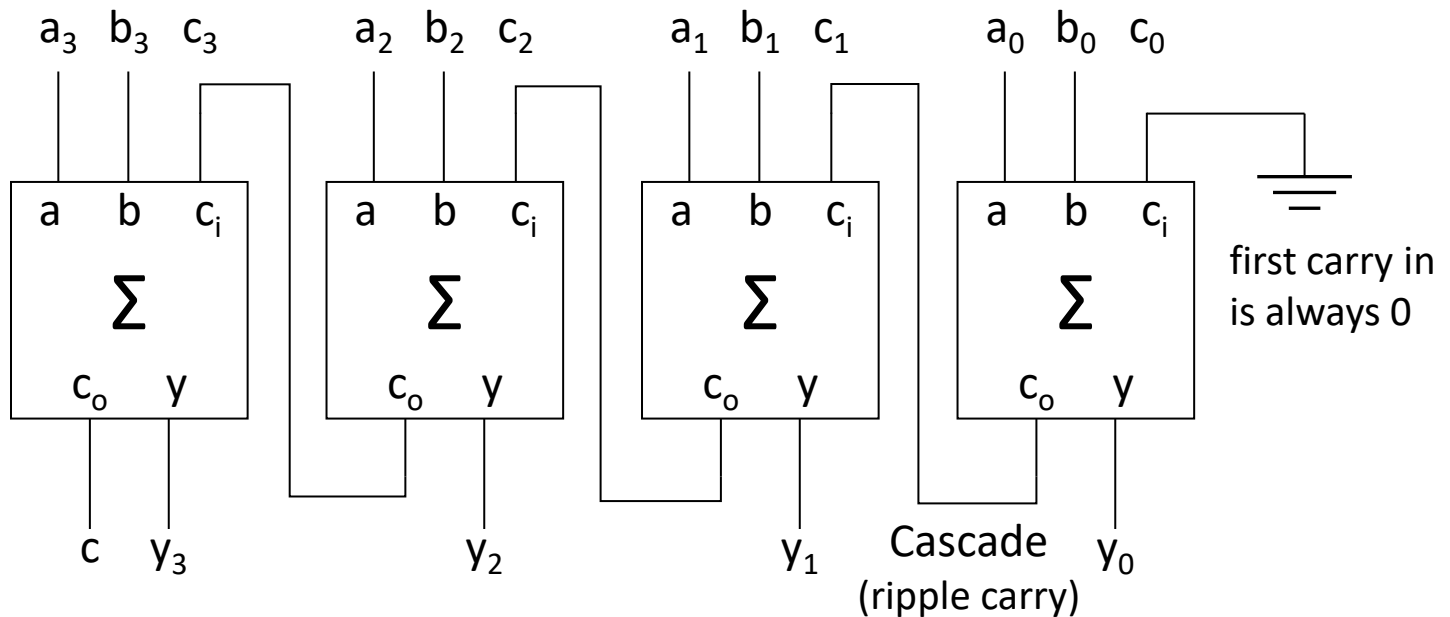 a₃ b₃ c₃ a₂ b₂ c₂ a₁ b₁ c₁ a₀ b₀ c₀
a b cᵢ a b cᵢ a b cᵢ a b cᵢ
first carry in
is always 0
Σ Σ Σ Σ
cₒ y cₒ y cₒ y cₒ y
c y₃ y₂ y₁ y₀
Cascade
(ripple carry)